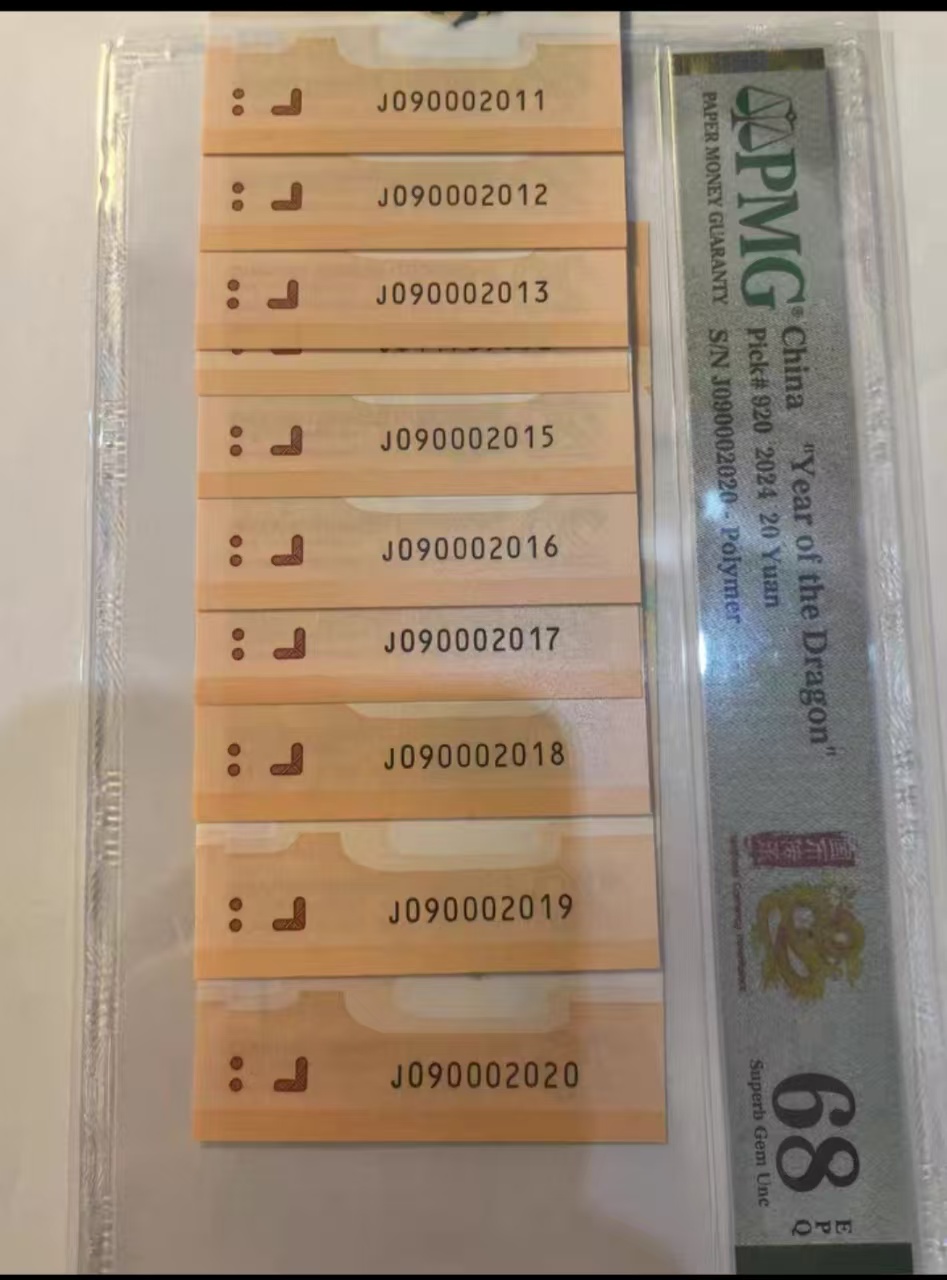 J090002011
J090002012
J090002013
J090002015
J090002016
J090002017
J090002018
J090002019
J090002020
PMG®
PAPER MONEY GUARANTY
China "Year of the Dragon"
Pick# 920 2024 20 Yuan
S/N J090002020 - Polymer
68 EPQ
Superb Gem Unc